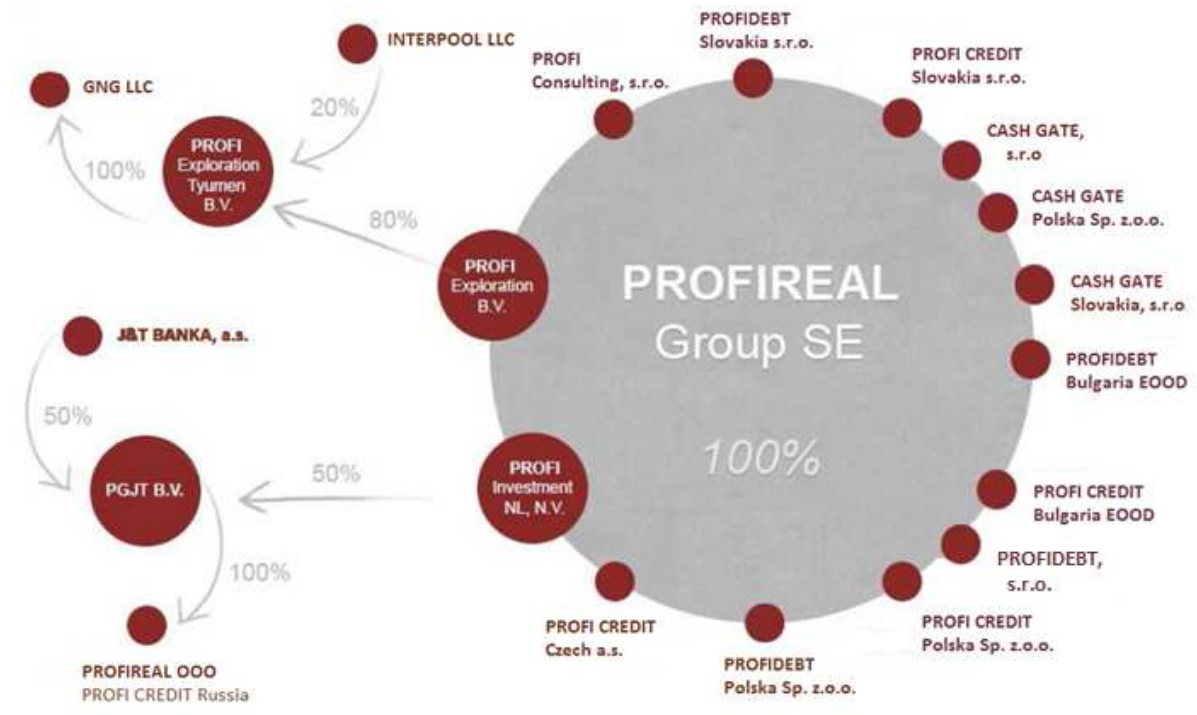 PROFIDEBT
Slovakia s.r.o.
INTERPOOL LLC
PROFI
Consulting, s.r.o.
PROFI CREDIT
Slovakia s.r.o.
GNG LLC
20%
PROFI
Exploration
Tyumen
B.V.
100%
CASH GATE,
s.r.o
CASH GATE
Polska Sp. z.o.o.
80%
PROFI
Exploration
B.V.
PROFIREAL
Group SE
100%
CASH GATE
Slovakia, s.r.o
J&T BANKA, a.s.
PROFIDEBT
Bulgaria EOOD
50%
PGJT B.V.
50%
PROFI
Investment
NL, N.V.
PROFI CREDIT
Bulgaria EOOD
100%
PROFIDEBT,
s.r.o.
PROFI CREDIT
Czech a.s.
PROFI CREDIT
Polska Sp. z.o.o.
PROFIDEBT
Polska Sp. z.o.o.
PROFIREAL OOO
PROFI CREDIT Russia